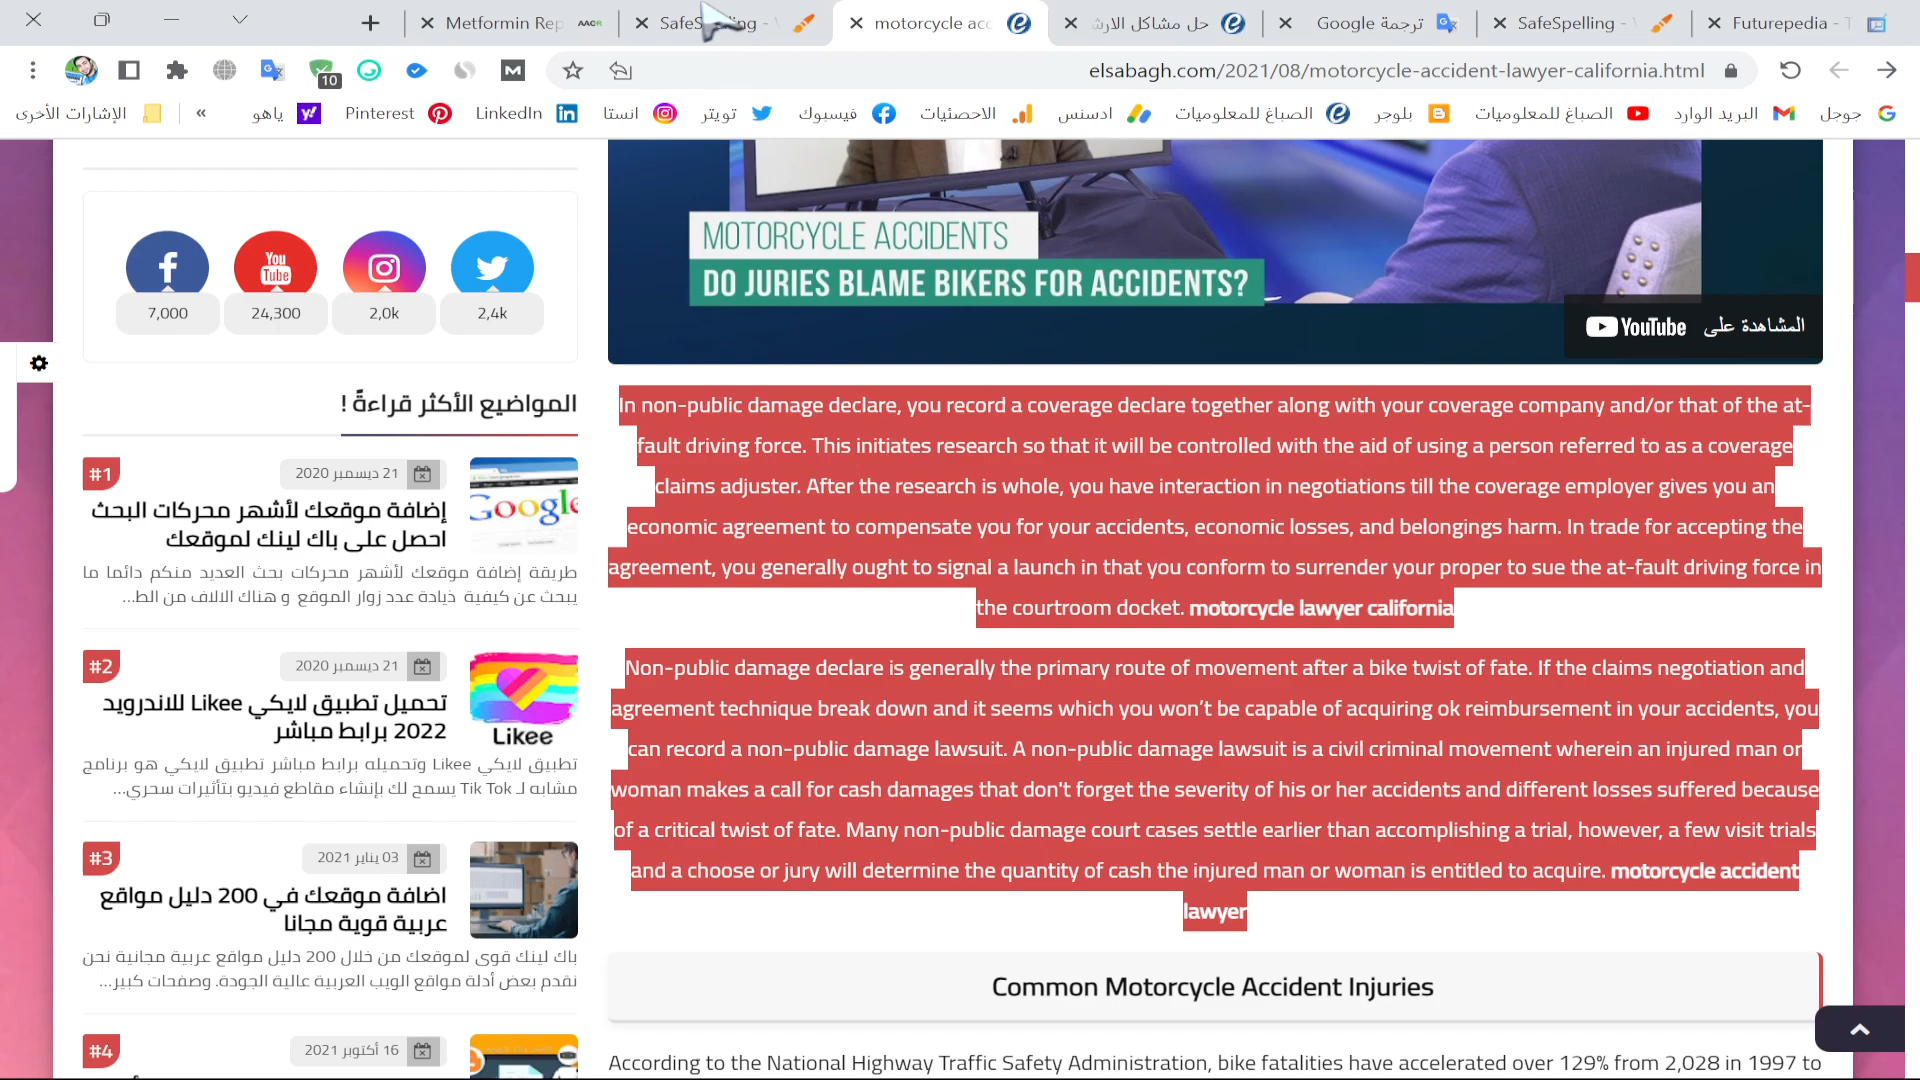 Metformin Rep
AACR
SafeSpelling -
motorcycle acc
حل مشاكل الارش
ترجمة Google
SafeSpelling -
Futurepedia - T
10
elsabagh.com/2021/08/motorcycle-accident-lawyer-california.html
جوجل
البريد الوارد
الصباغ للمعلوميات
بلوجر
الصباغ للمعلوميات
ادسنس
الاحصئيات
فيسبوك
تويتر
انستا
LinkedIn
Pinterest
ياهو
»
الإشارات الأخرى
MOTORCYCLE ACCIDENTS
DO JURIES BLAME BIKERS FOR ACCIDENTS?
المشاهدة على YouTube
In non-public damage declare, you record a coverage declare together along with your coverage company and/or that of the at-
fault driving force. This initiates research so that it will be controlled with the aid of using a person referred to as a coverage
claims adjuster. After the research is whole, you have interaction in negotiations till the coverage employer gives you an
economic agreement to compensate you for your accidents, economic losses, and belongings harm. In trade for accepting the
agreement, you generally ought to signal a launch in that you conform to surrender your proper to sue the at-fault driving force in
the courtroom docket. motorcycle lawyer california
Non-public damage declare is generally the primary route of movement after a bike twist of fate. If the claims negotiation and
agreement technique break down and it seems which you won't be capable of acquiring ok reimbursement in your accidents, you
can record a non-public damage lawsuit. A non-public damage lawsuit is a civil criminal movement wherein an injured man or
woman makes a call for cash damages that don't forget the severity of his or her accidents and different losses suffered because
of a critical twist of fate. Many non-public damage court cases settle earlier than accomplishing a trial, however, a few visit trials
and a choose or jury will determine the quantity of cash the injured man or woman is entitled to acquire. motorcycle accident
lawyer
Common Motorcycle Accident Injuries
According to the National Highway Traffic Safety Administration, bike fatalities have accelerated over 129% from 2,028 in 1997 to
You Tube
7,000
24,300
2,0k
2,4k
المواضيع الأكثر قراءةً !
#1
21 ديسمبر 2020
Google
إضافة موقعك لأشهر محركات البحث
احصل على باك لينك لموقعك
طريقة إضافة موقعك لأشهر محركات بحث العديد منكم دائما ما
يبحث عن كيفية ذيادة عدد زوار الموقع و هناك الالاف من الط...
#2
21 ديسمبر 2020
Likee
تحميل تطبيق لايكي Likee للاندرويد
2022 برابط مباشر
تطبيق لايكي Likee وتحميله برابط مباشر تطبيق لايكي هو برنامج
مشابه لـ Tik Tok يسمح لك بإنشاء مقاطع فيديو بتأثيرات سحري...
#3
03 يناير 2021
اضافة موقعك في 200 دليل مواقع
عربية قوية مجانا
باك لينك قوى لموقعك من خلال 200 دليل مواقع عربية مجانية نحن
نقدم بعض أدلة مواقع الويب العربية عالية الجودة. وصفحات كبير...
#4
16 أكتوبر 2021